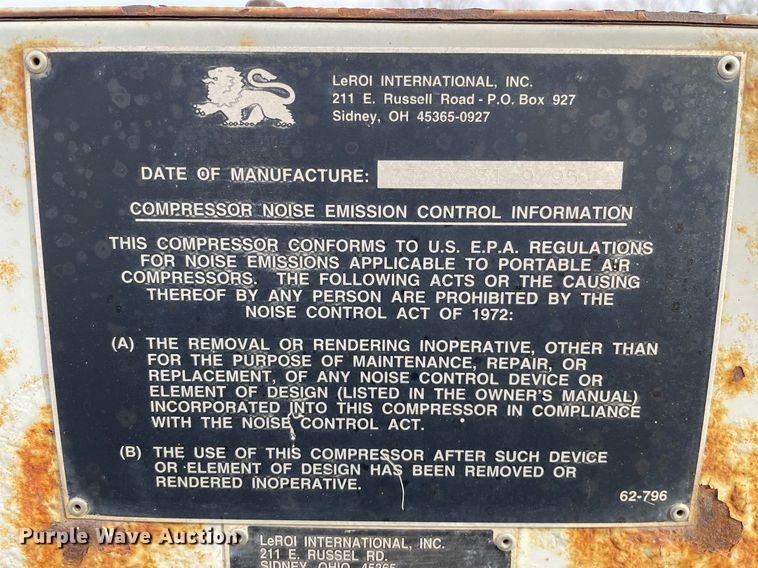 LeROI INTERNATIONAL, INC.
211 E. Russell Road - P.O. Box 927
Sidney, OH 45365-0927
DATE OF MANUFACTURE:
COMPRESSOR NOISE EMISSION CONTROL INFORMATION
THIS COMPRESSOR CONFORMS TO U.S. E.P.A. REGULATIONS
FOR NOISE EMISSIONS APPLICABLE TO PORTABLE AIR
COMPRESSORS. THE FOLLOWING ACTS OR THE CAUSING
THEREOF BY ANY PERSON ARE PROHIBITED BY THE
NOISE CONTROL ACT OF 1972:
(A) THE REMOVAL OR RENDERING INOPERATIVE, OTHER THAN
FOR THE PURPOSE OF MAINTENANCE, REPAIR, OR
REPLACEMENT, OF ANY NOISE CONTROL DEVICE OR
ELEMENT OF DESIGN (LISTED IN THE OWNER'S MANUAL)
INCORPORATED INTO THIS COMPRESSOR IN COMPLIANCE
WITH THE NOISE CONTROL ACT.
(B) THE USE OF THIS COMPRESSOR AFTER SUCH DEVICE
OR ELEMENT OF DESIGN HAS BEEN REMOVED OR
RENDERED INOPERATIVE.
62-796
Purple Wave Auction
LeROI INTERNATIONAL, INC.
211 E. RUSSEL RD.
SIDNEY, OHIO 45365